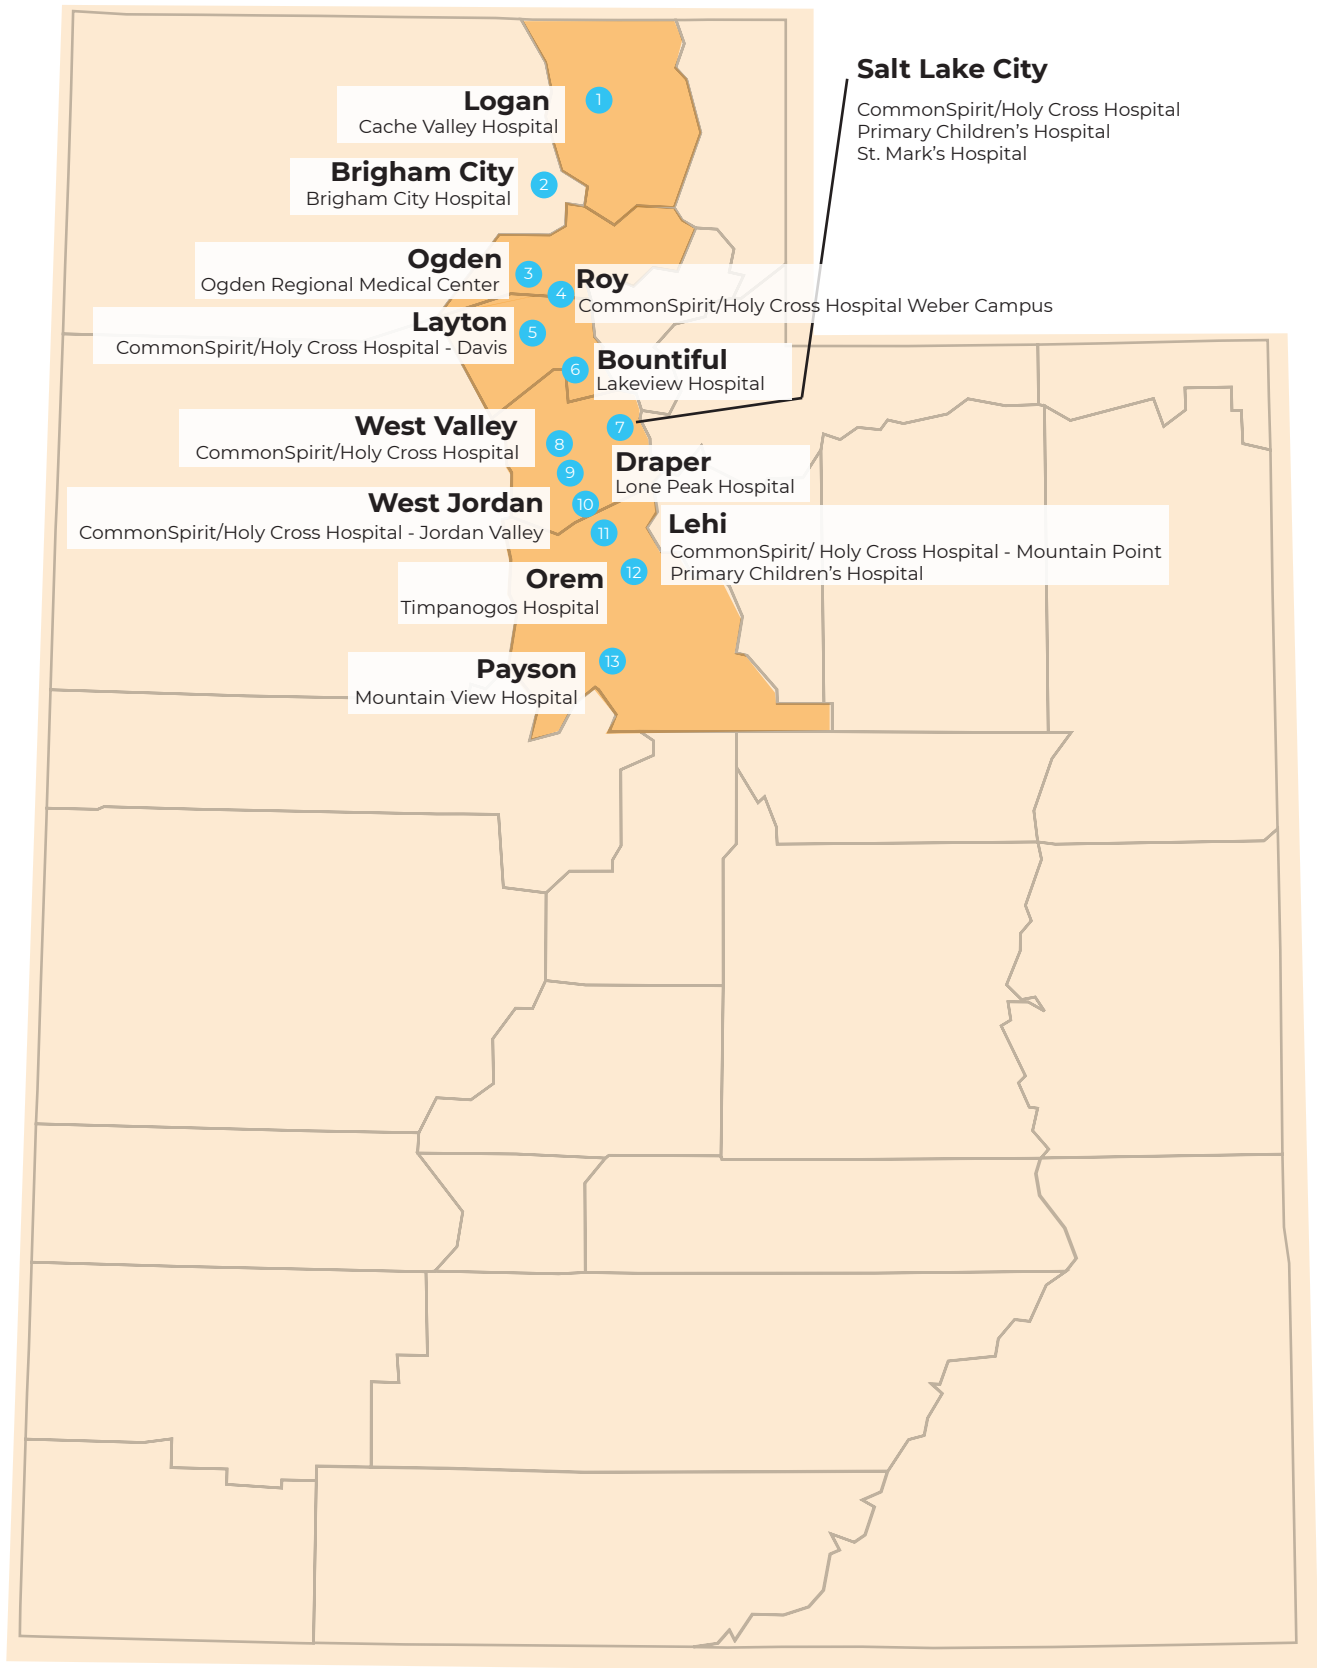 Salt Lake City
CommonSpirit/Holy Cross Hospital
Primary Children's Hospital
St. Mark's Hospital
Logan
Cache Valley Hospital
1
Brigham City
Brigham City Hospital
2
Ogden
Ogden Regional Medical Center
3
4
Roy
CommonSpirit/Holy Cross Hospital Weber Campus
Layton
CommonSpirit/Holy Cross Hospital - Davis
5
6
Bountiful
Lakeview Hospital
7
West Valley
CommonSpirit/Holy Cross Hospital
8
9
Draper
Lone Peak Hospital
West Jordan
CommonSpirit/Holy Cross Hospital - Jordan Valley
10
11
Lehi
CommonSpirit/ Holy Cross Hospital - Mountain Point
Primary Children's Hospital
12
Orem
Timpanogos Hospital
13
Payson
Mountain View Hospital